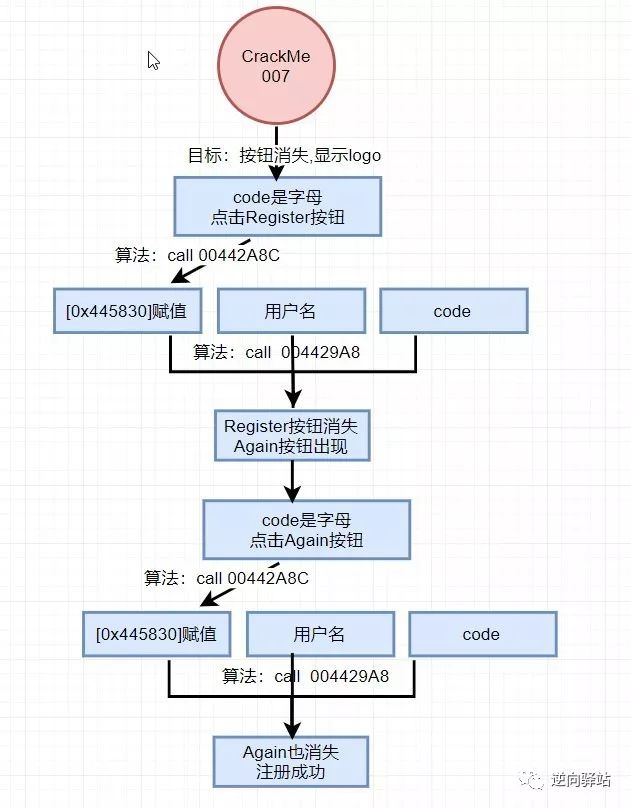 CrackMe
007
目标：按钮消失,显示logo
code是字母
点击Register按钮
算法：call 00442A8C
[0x445830]赋值
用户名
code
算法：call 004429A8
Register按钮消失
Again按钮出现
code是字母
点击Again按钮
算法：call 00442A8C
[0x445830]赋值
用户名
code
算法：call 004429A8
Again也消失
注册成功
逆向驿站